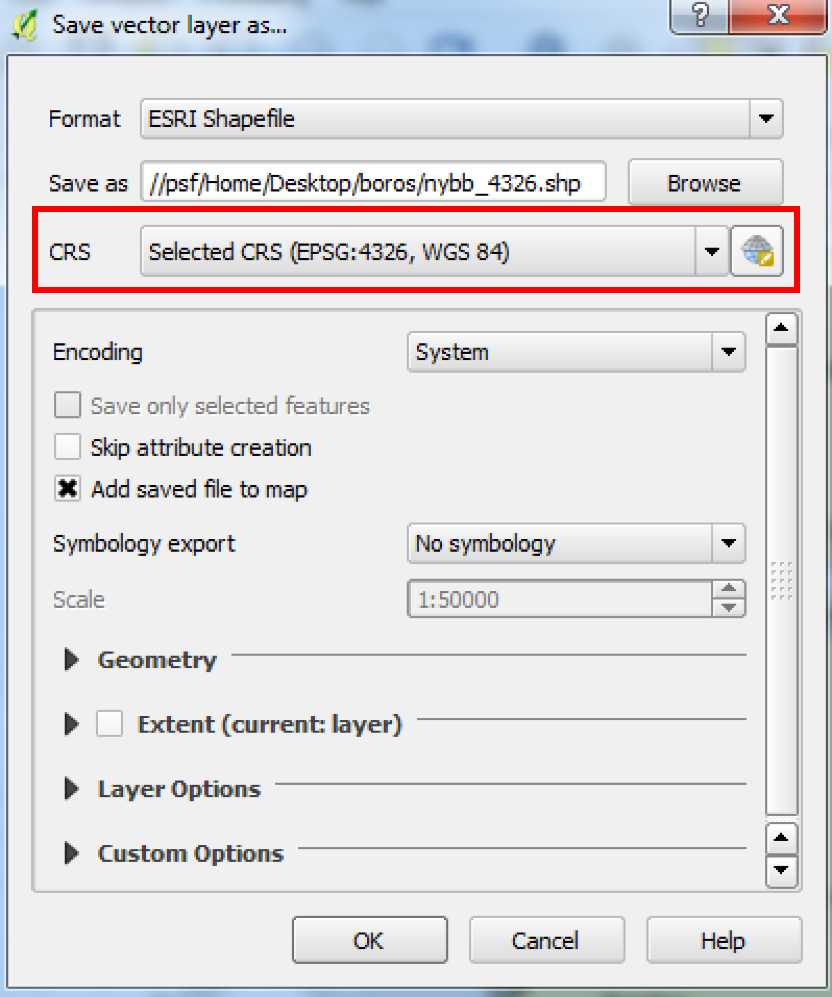 Save vector layer as...
?
X
Format ESRI Shapefile
Save as //psf/Home/Desktop/boros/nybb_4326.shp Browse
CRS Selected CRS (EPSG:4326, WGS 84)
Encoding System
Save only selected features
Skip attribute creation
Add saved file to map
Symbology export No symbology
Scale 1:50000
Geometry
Extent (current: layer)
Layer Options
Custom Options
OK Cancel Help